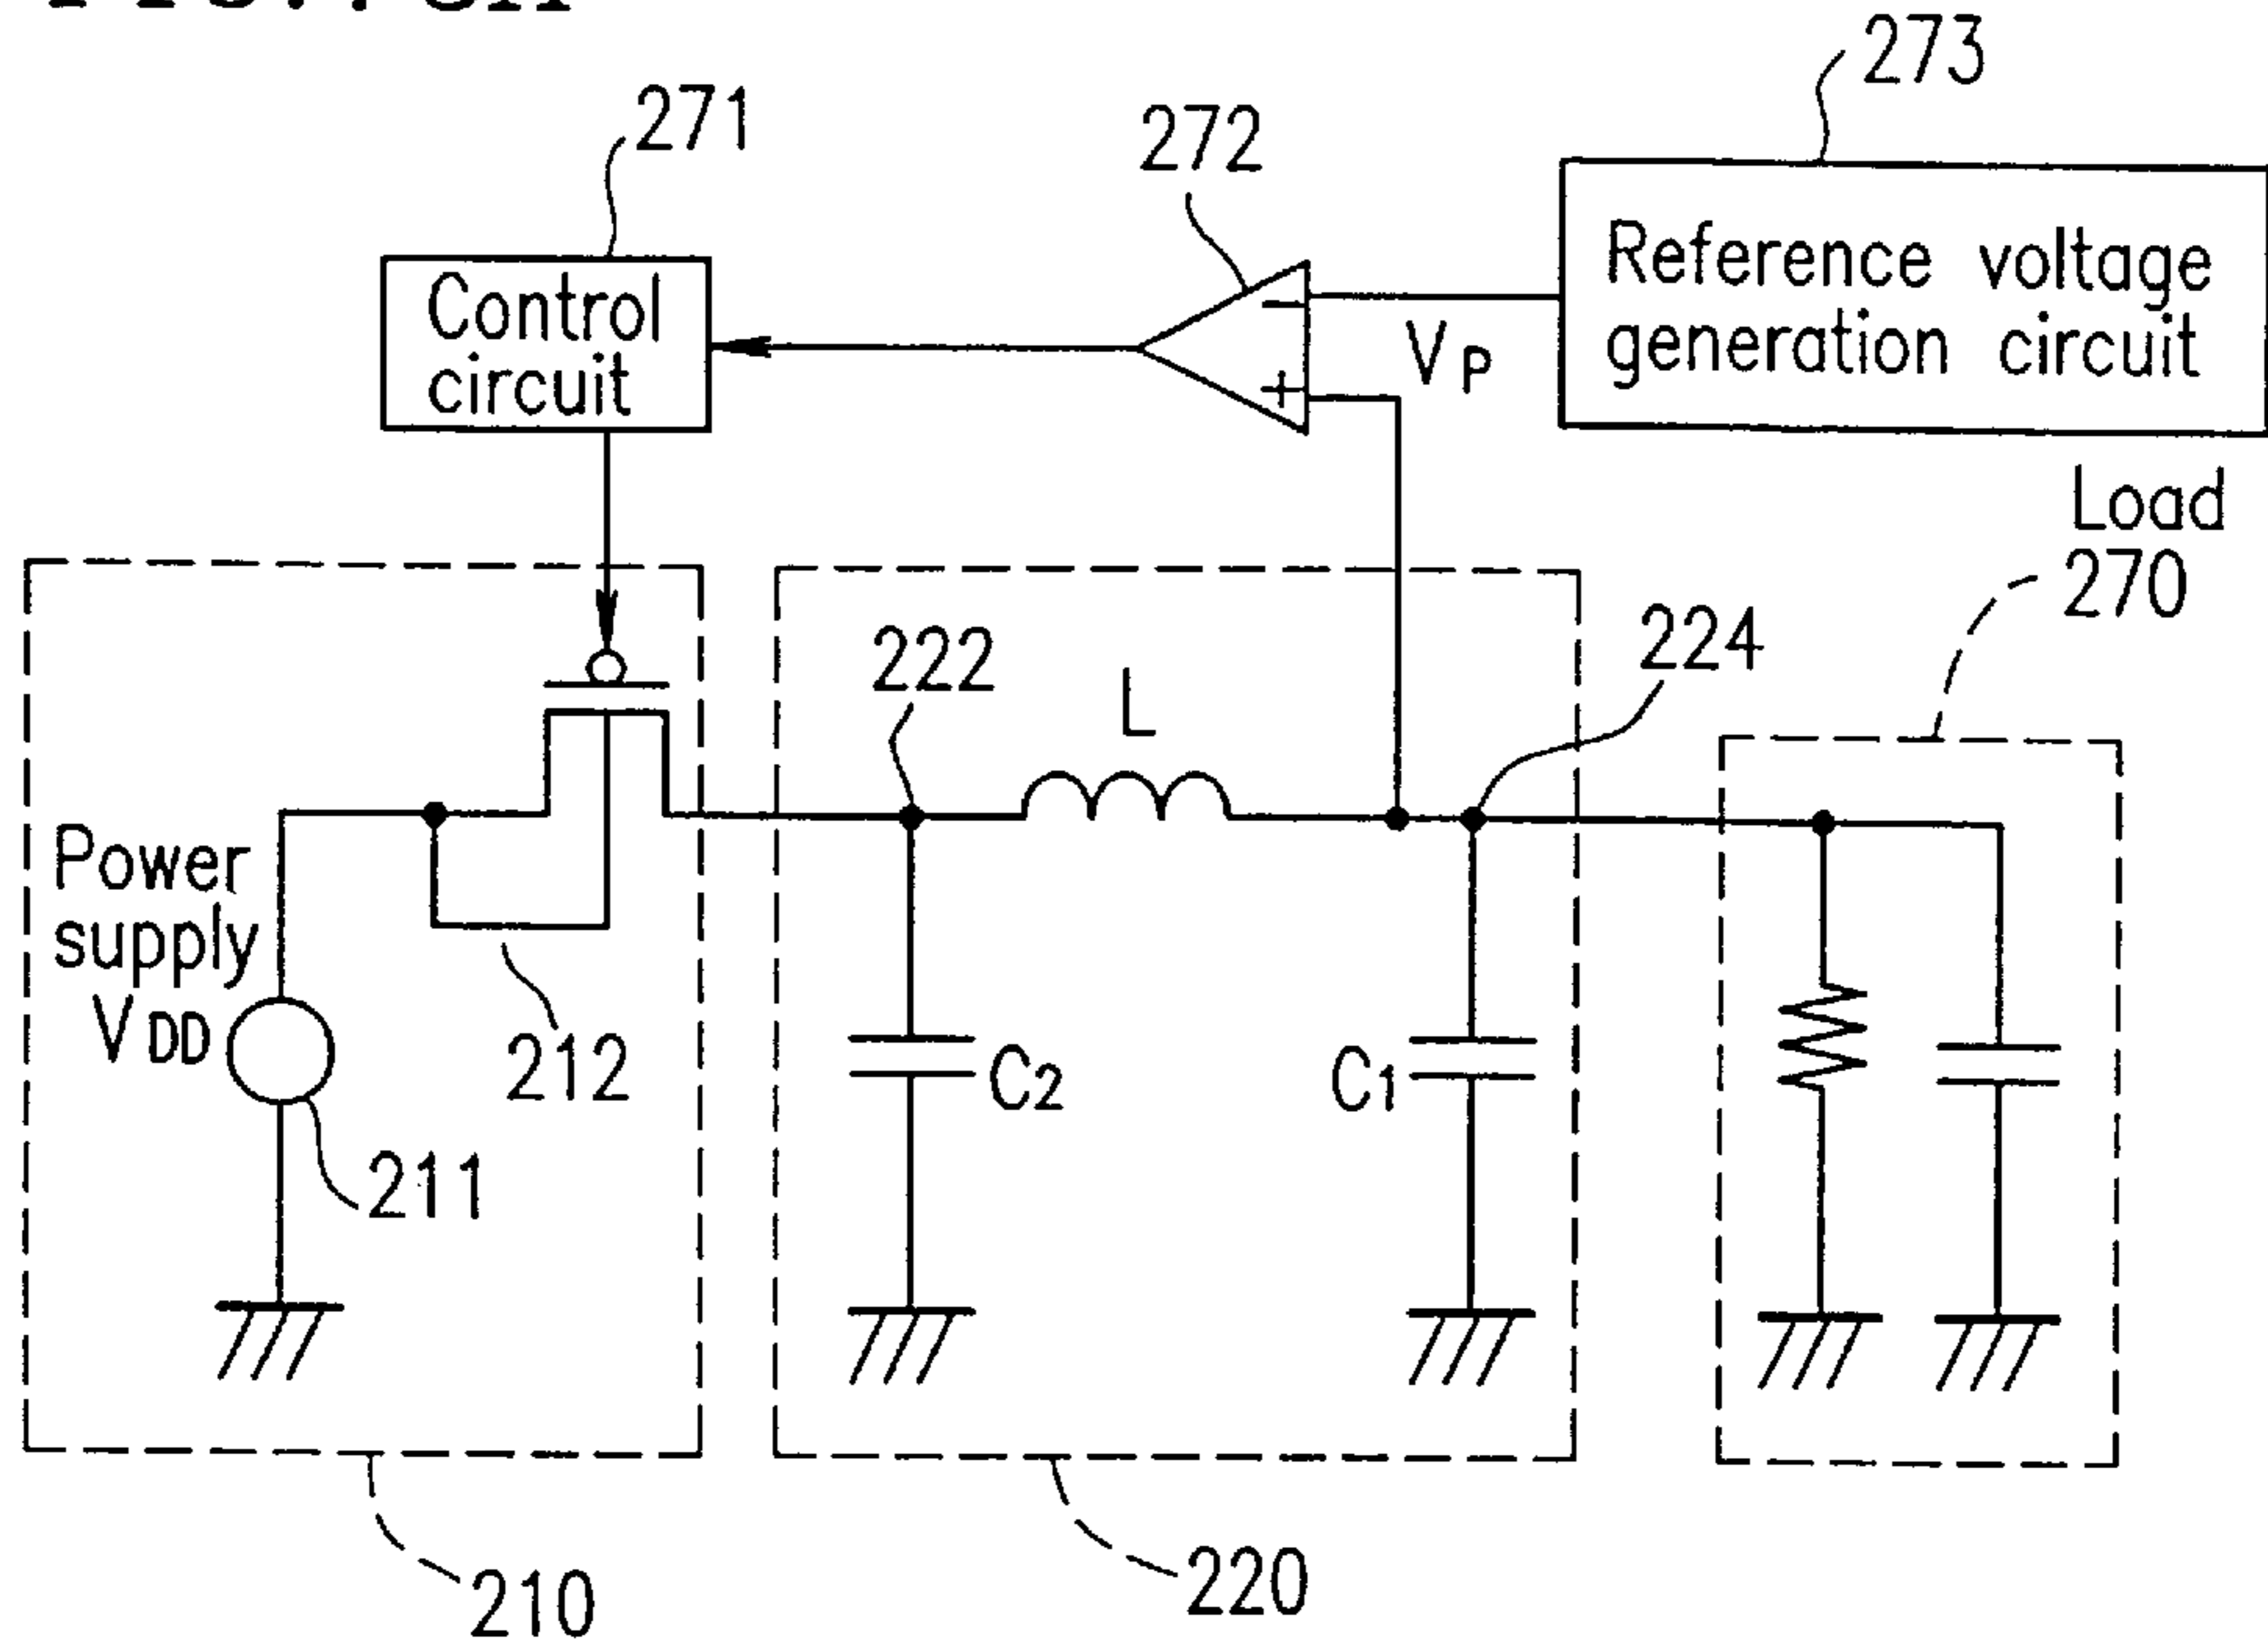 273
271
272
Control
circuit
−
+
VP
Reference voltage
generation circuit
Load
270
222
L
224
Power
supply
VDD
212
C2
C1
211
210
220